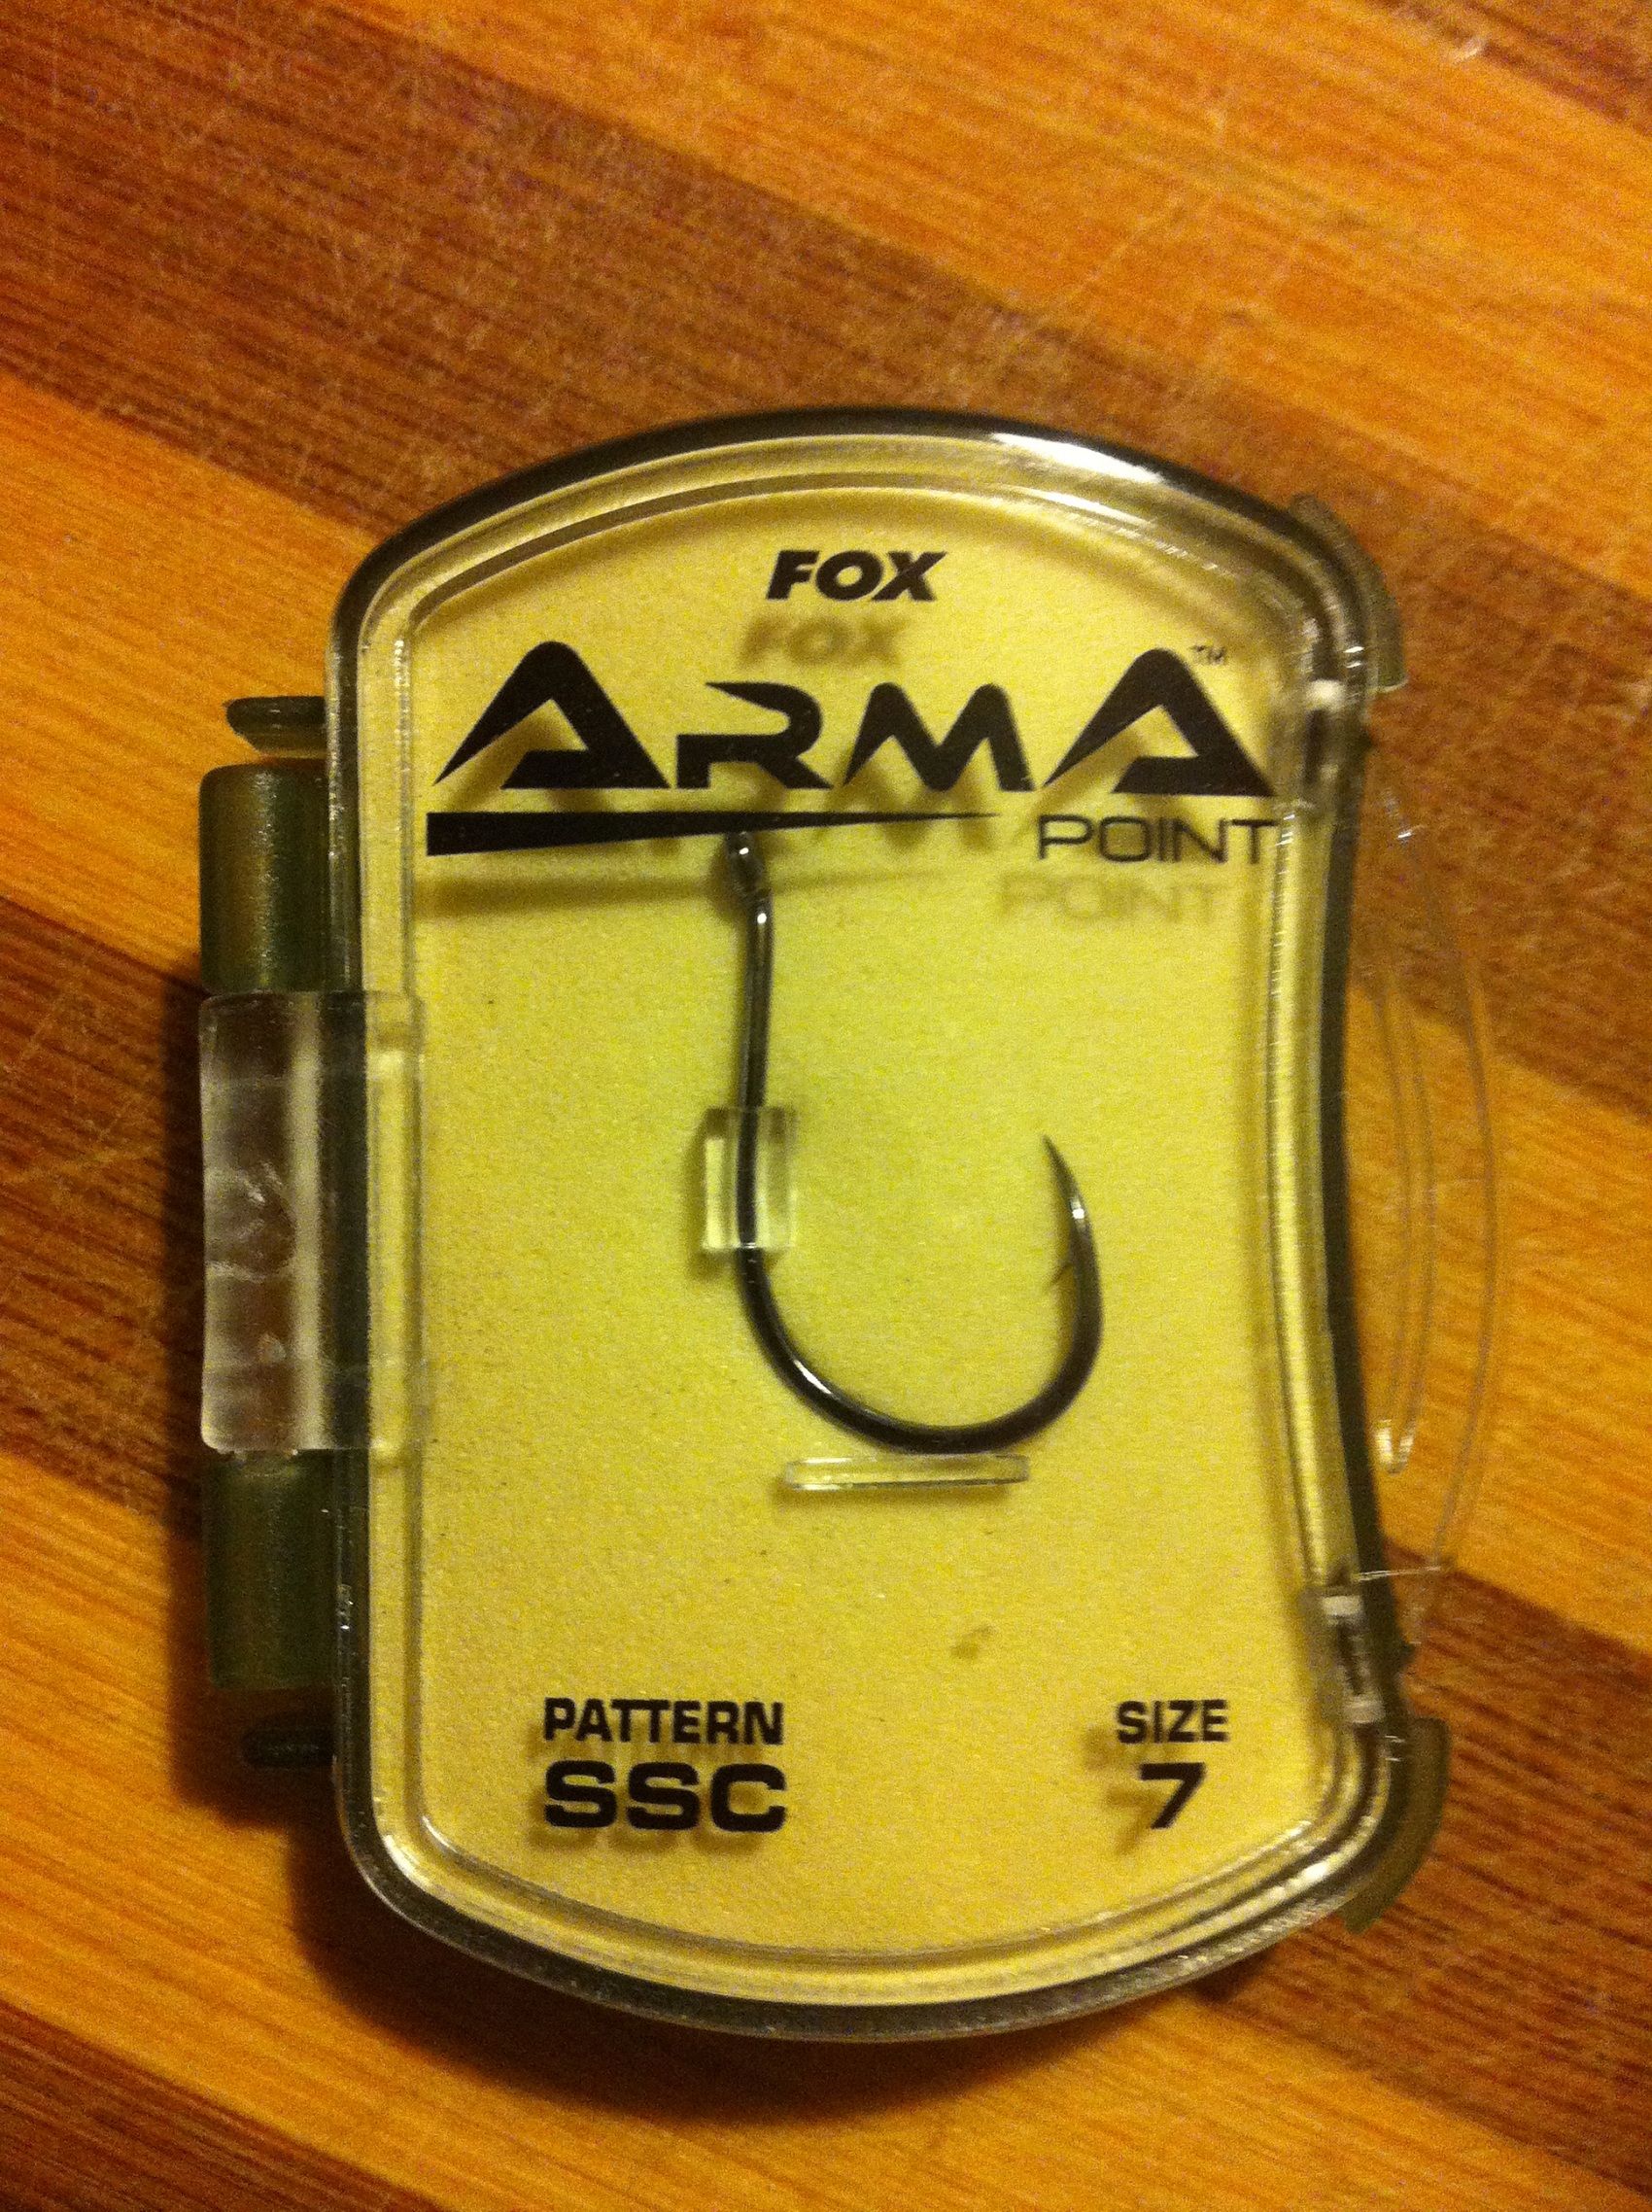 FOX
ARMA™
POINT
PATTERN
SSC
SIZE
7